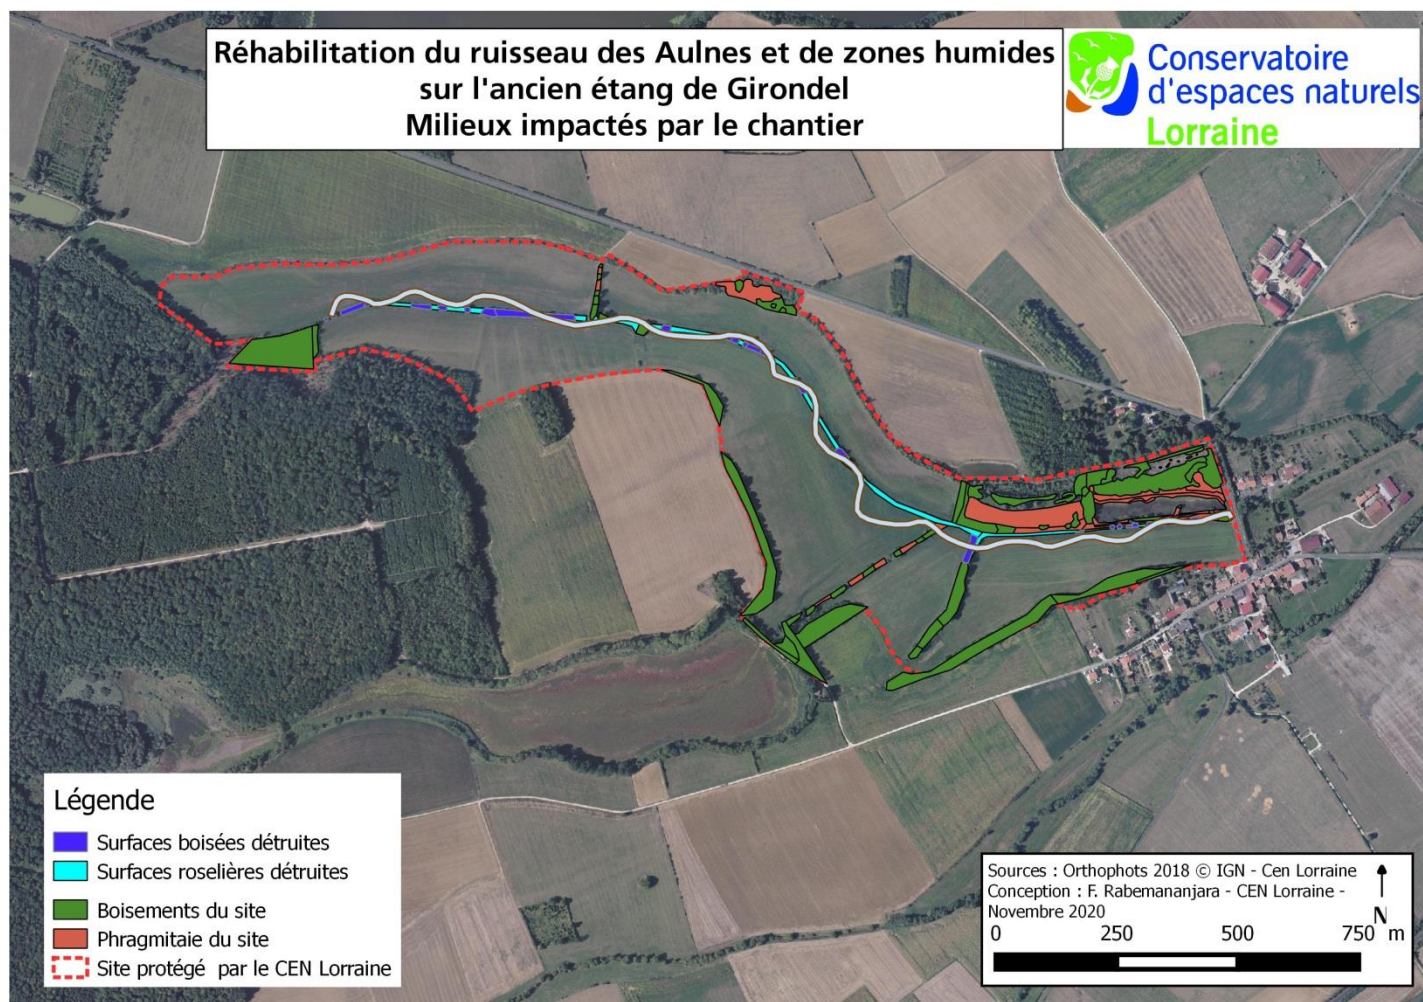 Réhabilitation du ruisseau des Aulnes et de zones humides
sur l'ancien étang de Girondel
Milieux impactés par le chantier
Conservatoire
d'espaces naturels
Lorraine
Légende
Surfaces boisées détruites
Surfaces roselières détruites
Boisements du site
Phragmitaie du site
Site protégé par le CEN Lorraine
Sources : Orthophots 2018 © IGN - Cen Lorraine
Conception : F. Rabemananjara - CEN Lorraine -
Novembre 2020
N
0 250 500 750 m